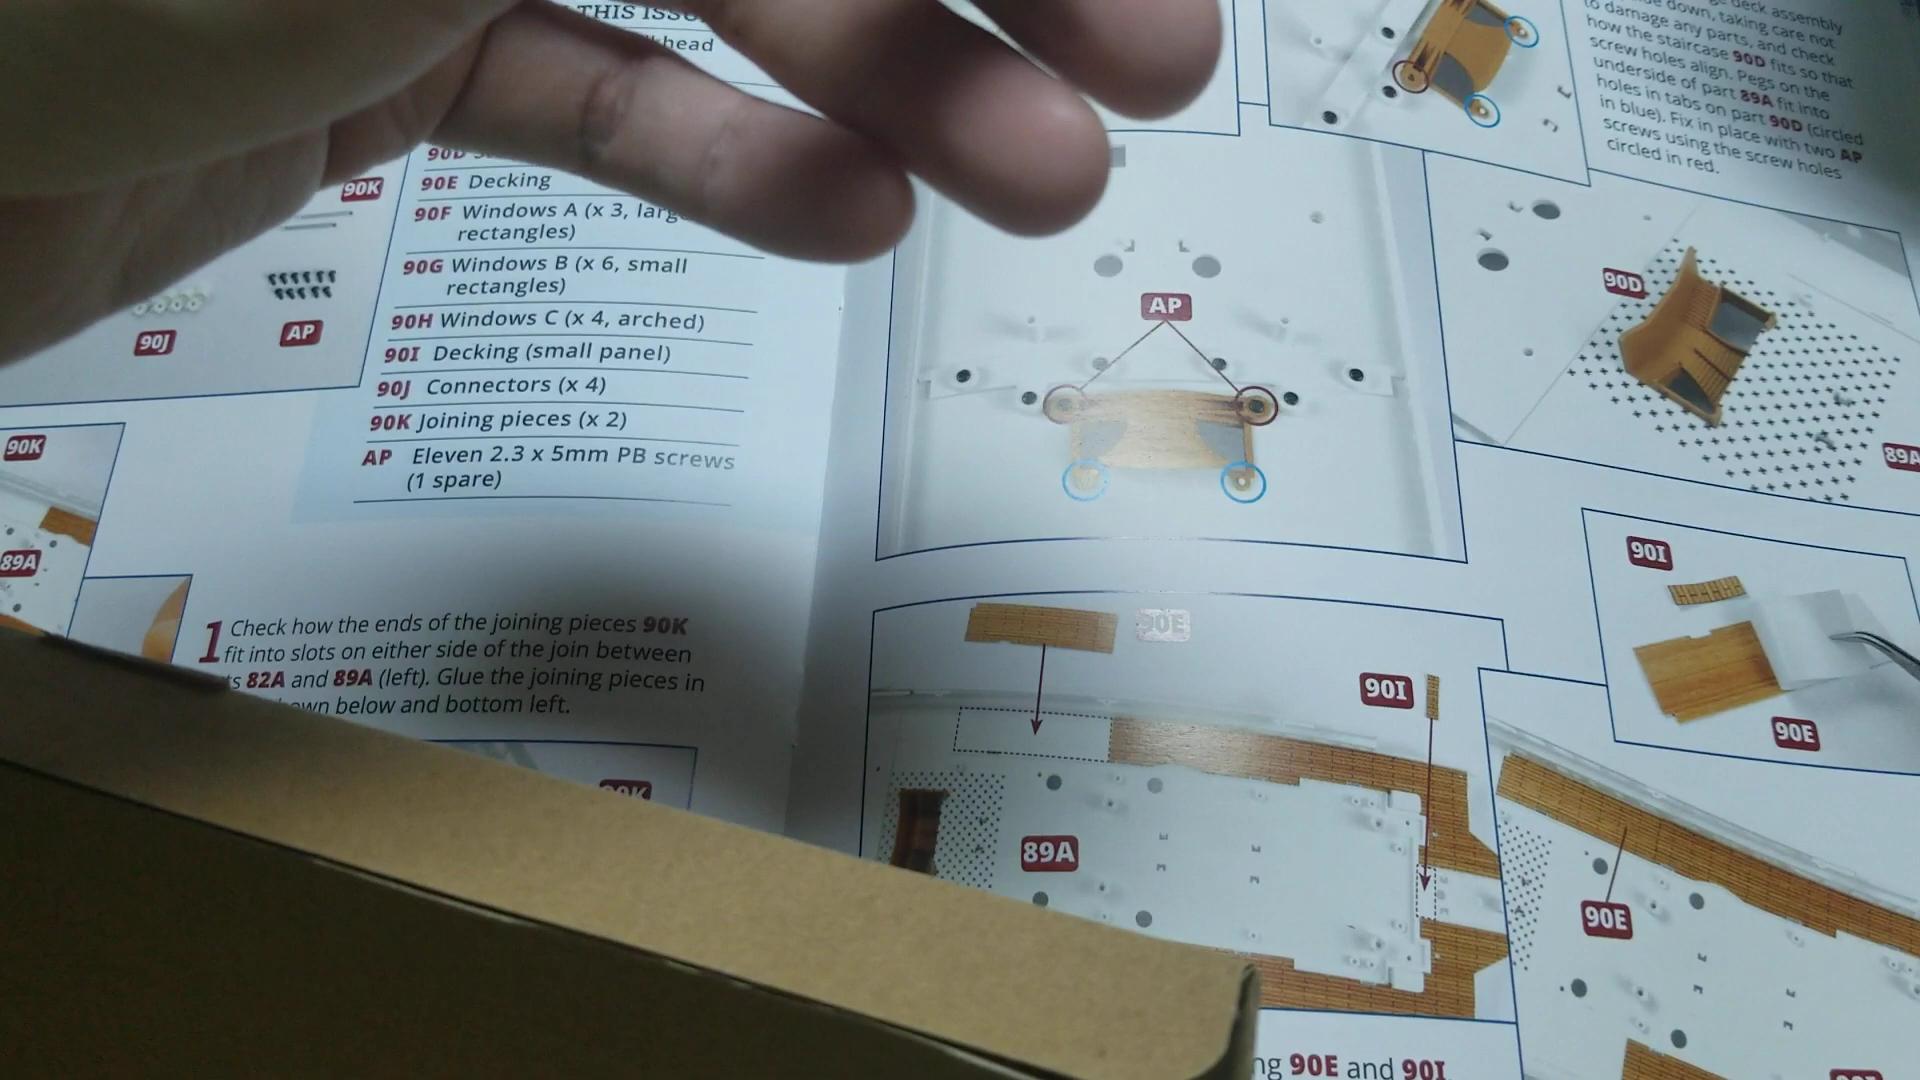 THIS ISSU
khead
90D
90E Decking
90F Windows A (x 3, larg
rectangles)
90G Windows B (x 6, small
rectangles)
90H Windows C (x 4, arched)
90I Decking (small panel)
90J Connectors (x 4)
90K Joining pieces (x 2)
AP Eleven 2.3 x 5mm PB screws
(1 spare)
90K
90J
AP
90K
89A
1 Check how the ends of the joining pieces 90K
fit into slots on either side of the join between
s 82A and 89A (left). Glue the joining pieces in
own below and bottom left.
90K
AP
deck assembly
down, taking care not
to damage any parts, and check
how the staircase 90D fits so that
screw holes align. Pegs on the
underside of part 89A fit into
holes in tabs on part 90D (circled
in blue). Fix in place with two AP
screws using the screw holes
circled in red.
90D
89A
90E
90I
89A
90I
90E
90E
ng 90E and 90I